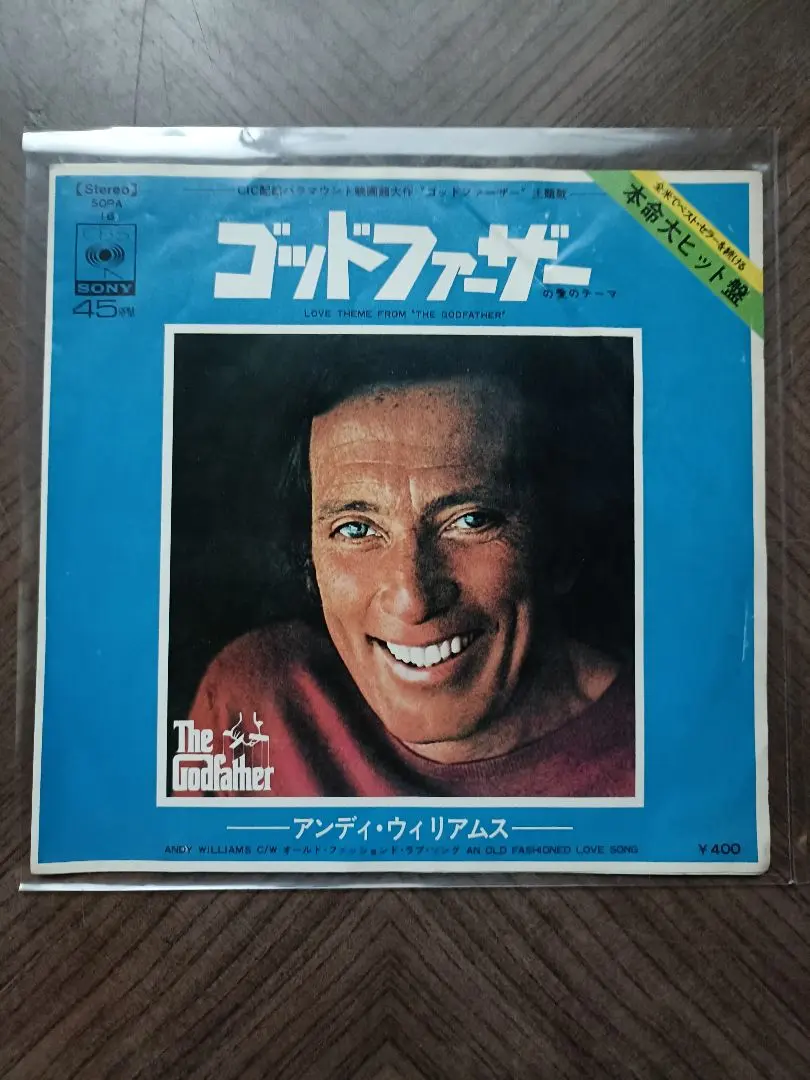 [Stereo]
SOPA
16
CBS
SONY
45RPM
CIC配給パラマウント映画超大作“ゴッドファーザー”主題歌
ゴッドファーザー
の愛のテーマ
LOVE THEME FROM "THE GODFATHER"
全米でベスト・セラーを続ける
本命大ヒット盤
The
Godfather
アンディ・ウィリアムス
ANDY WILLIAMS C/W オールド・ファッションド・ラブ・ソング AN OLD FASHIONED LOVE SONG
¥400